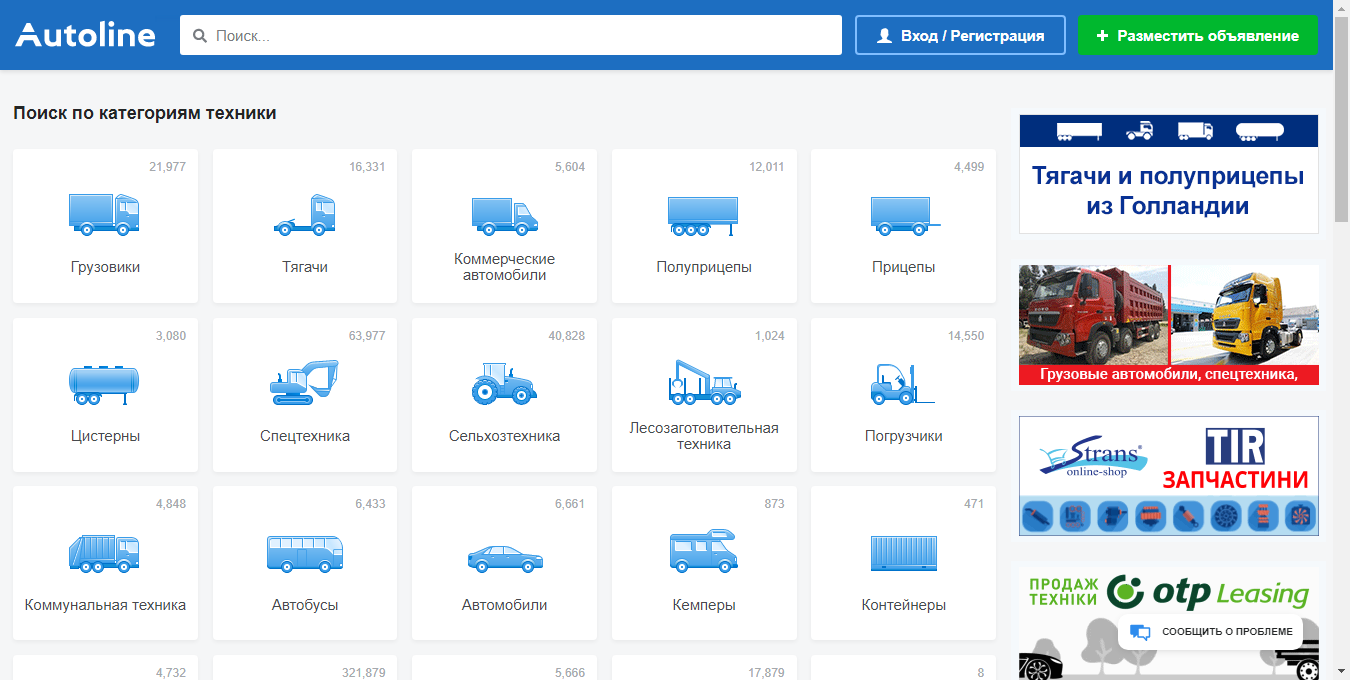 Autoline
Поиск...
Вход / Регистрация
Разместить объявление
Поиск по категориям техники
21,977
Грузовики
16,331
Тягачи
5,604
Коммерческие
автомобили
12,011
Полуприцепы
4,499
Прицепы
3,080
Цистерны
63,977
Спецтехника
40,828
Сельхозтехника
1,024
Лесозаготовительная
техника
14,550
Погрузчики
4,848
Коммунальная техника
6,433
Автобусы
6,661
Автомобили
873
Кемперы
471
Контейнеры
4,732
321,879
5,666
17,879
8
Тягачи и полуприцепы
из Голландии
Грузовые автомобили, спецтехника,
Strans
online-shop
TIR
ЗАПЧАСТИНИ
ПРОДАЖ
ТЕХНІКИ
otp Leasing
СООБЩИТЬ О ПРОБЛЕМЕ